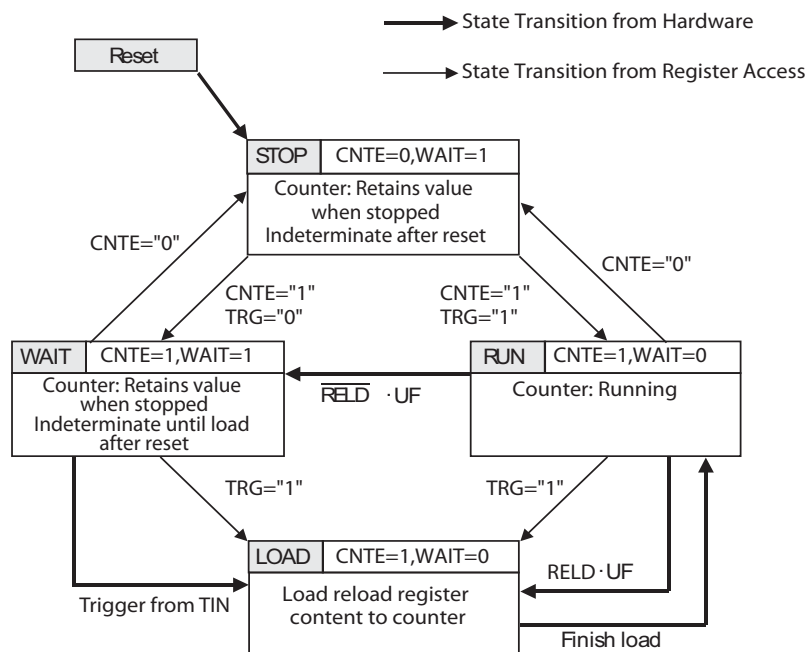 State Transition from Hardware
Reset
State Transition from Register Access
STOP CNTE=0,WAIT=1
Counter: Retains value
when stopped
Indeterminate after reset
CNTE="0"
CNTE="0"
CNTE="1"
TRG="0"
CNTE="1"
TRG="1"
WAIT CNTE=1,WAIT=1
Counter: Retains value
when stopped
Indeterminate until load
after reset
RUN CNTE=1,WAIT=0
Counter: Running
R̅E̅L̅D̅ · UF
TRG="1"
TRG="1"
LOAD CNTE=1,WAIT=0
Load reload register
content to counter
RELD · UF
Trigger from TIN
Finish load